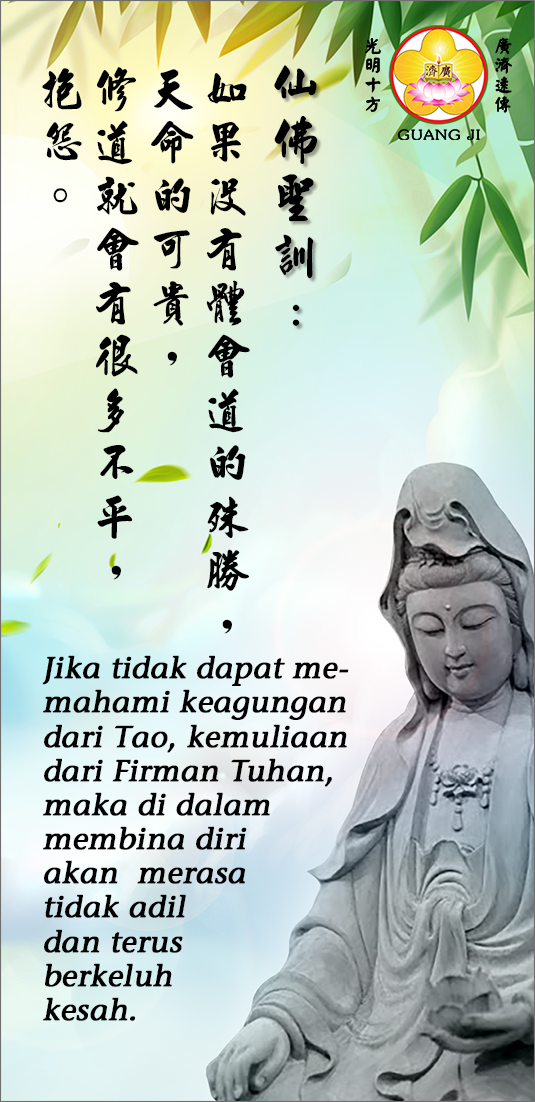 廣濟達傳
濟廣
光明十方
GUANG JI
仙佛聖訓：
如果沒有體會道的殊勝，
天命的可貴，
修道就會有很多不平，
抱怨。
Jika tidak dapat me-
mahami keagungan
dari Tao, kemuliaan
dari Firman Tuhan,
maka di dalam
membina diri
akan merasa
tidak adil
dan terus
berkeluh
kesah.